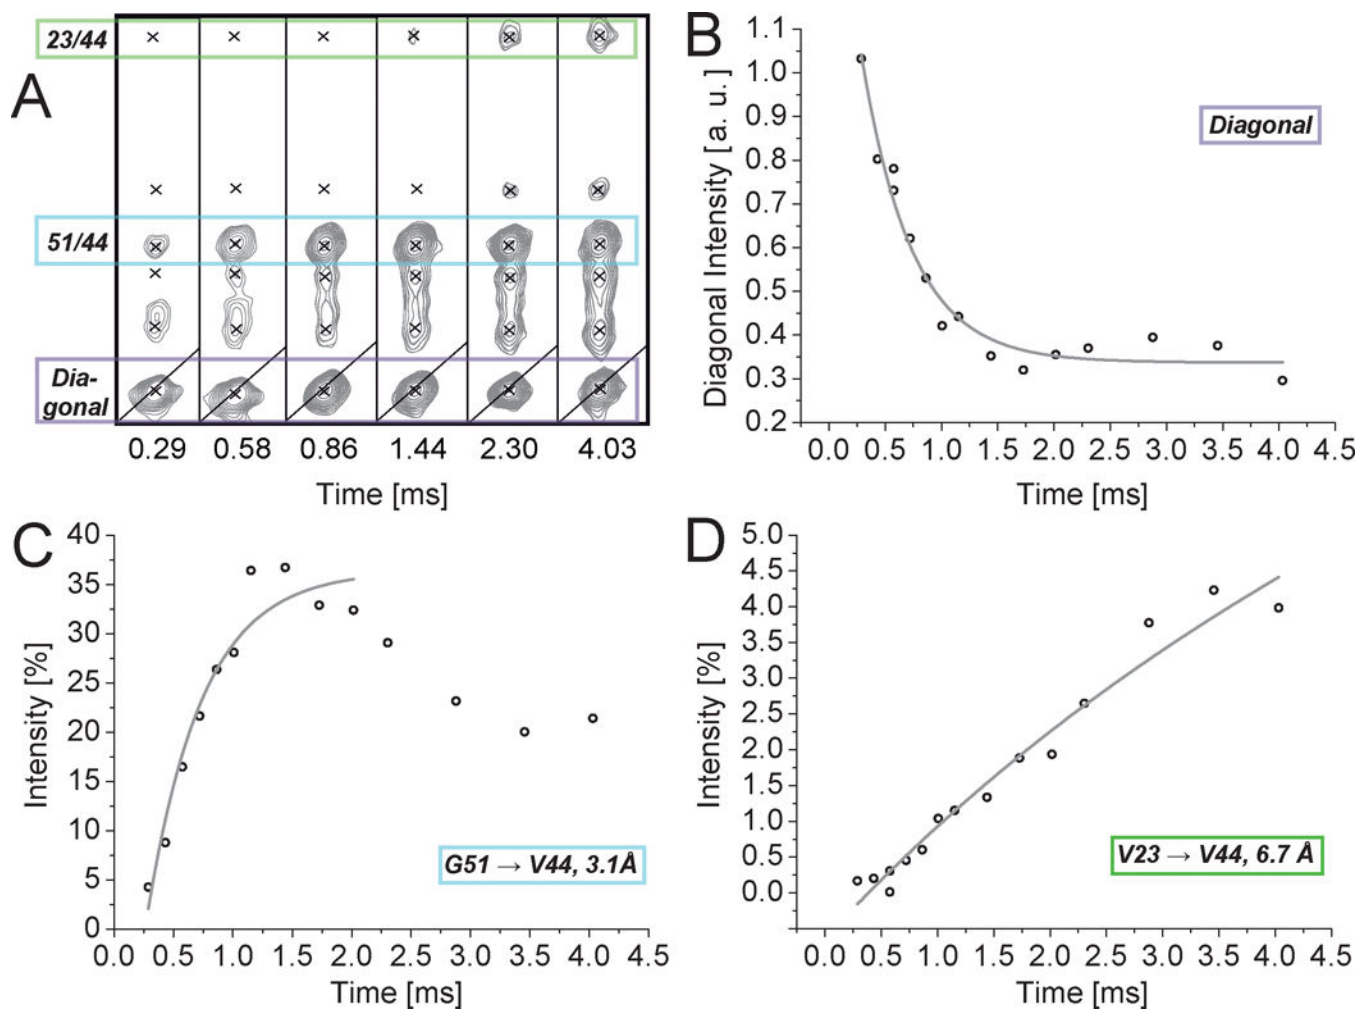 A
23/44
51/44
Dia-
gonal
0.29 0.58 0.86 1.44 2.30 4.03
Time [ms]
B
Diagonal Intensity [a. u.]
1.1
1.0
0.9
0.8
0.7
0.6
0.5
0.4
0.3
0.2
Diagonal
0.0 0.5 1.0 1.5 2.0 2.5 3.0 3.5 4.0 4.5
Time [ms]
C
Intensity [%]
40
35
30
25
20
15
10
5
0
G51 → V44, 3.1Å
0.0 0.5 1.0 1.5 2.0 2.5 3.0 3.5 4.0 4.5
Time [ms]
D
Intensity [%]
5.0
4.5
4.0
3.5
3.0
2.5
2.0
1.5
1.0
0.5
0.0
V23 → V44, 6.7 Å
0.0 0.5 1.0 1.5 2.0 2.5 3.0 3.5 4.0 4.5
Time [ms]